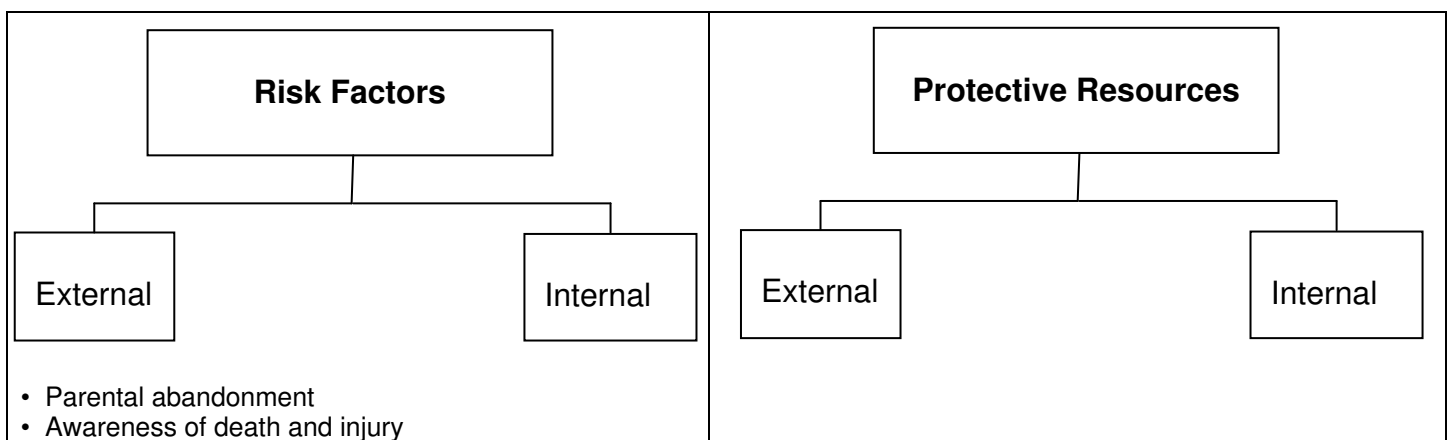 Risk Factors
External
Internal
• Parental abandonment
• Awareness of death and injury
Protective Resources
External
Internal